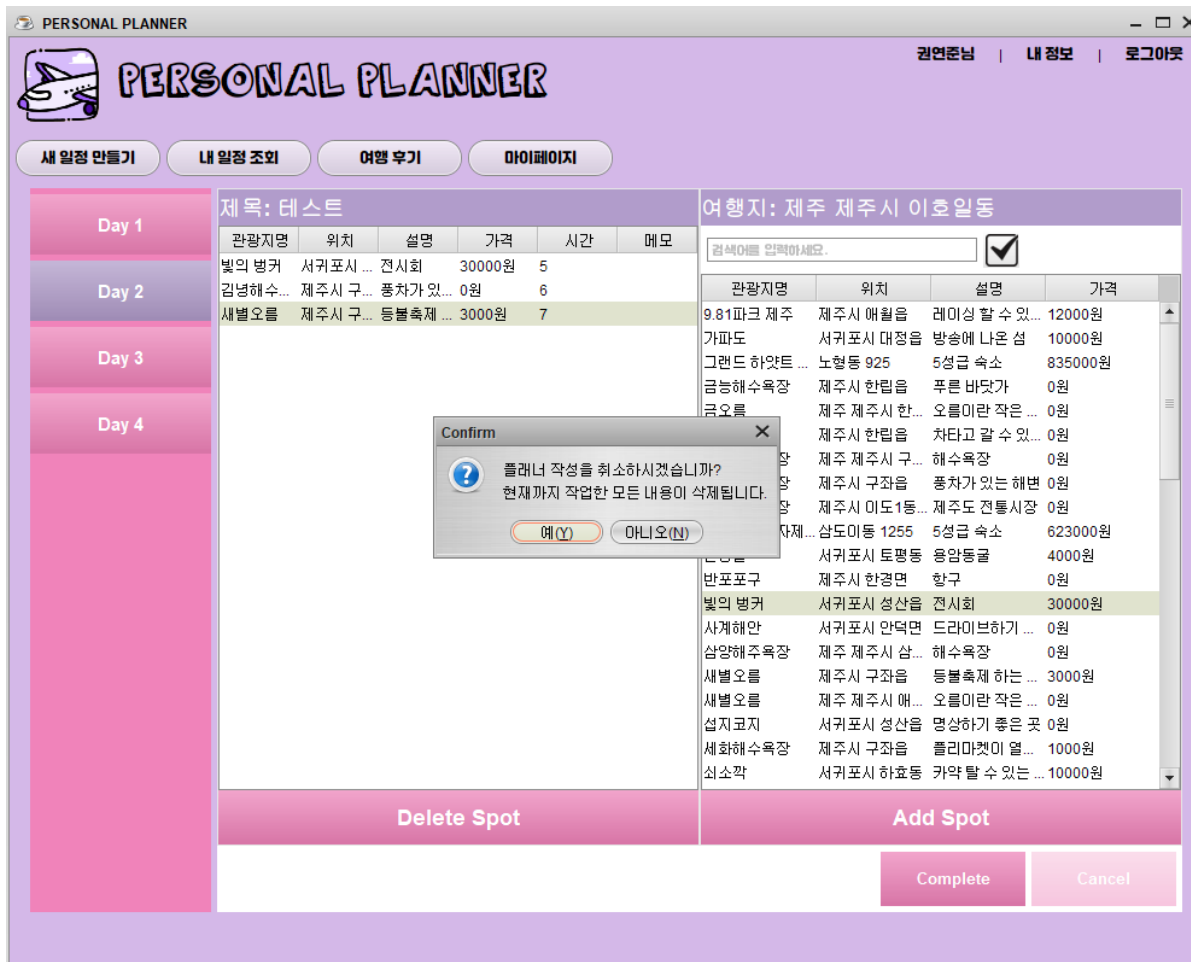 PERSONAL PLANNER
권연준님 | 내 정보 | 로그아웃
PERSONAL PLANNER
새 일정 만들기 내 일정 조회 여행 후기 마이페이지
Day 1
Day 2
Day 3
Day 4
제목: 테스트
관광지명 위치 설명 가격 시간 메모
빛의 벙커 서귀포시 ... 전시회 30000원 5
김녕해수... 제주시 구... 풍차가 있... 0원 6
새별오름 제주시 구... 등불축제 ... 3000원 7
여행지: 제주 제주시 이호일동
검색어를 입력하세요.
관광지명 위치 설명 가격
9.81파크 제주 제주시 애월읍 레이싱 할 수 있... 12000원
가파도 서귀포시 대정읍 방송에 나온 섬 10000원
그랜드 하얏트 ... 노형동 925 5성급 숙소 835000원
금능해수욕장 제주시 한림읍 푸른 바닷가 0원
금오름 제주 제주시 한... 오름이란 작은 ... 0원
제주시 한림읍 차타고 갈 수 있... 0원
장 제주 제주시 구... 해수욕장 0원
장 제주시 구좌읍 풍차가 있는 해변 0원
장 제주시 이도1동... 제주도 전통시장 0원
자제... 삼도이동 1255 5성급 숙소 623000원
서귀포시 토평동 용암동굴 4000원
반포포구 제주시 한경면 항구 0원
빛의 벙커 서귀포시 성산읍 전시회 30000원
사계해안 서귀포시 안덕면 드라이브하기 ... 0원
삼양해주욕장 제주 제주시 삼... 해수욕장 0원
새별오름 제주시 구좌읍 등불축제 하는 ... 3000원
새별오름 제주 제주시 애... 오름이란 작은 ... 0원
섭지코지 서귀포시 성산읍 명상하기 좋은 곳 0원
세화해수욕장 제주시 구좌읍 플리마켓이 열... 1000원
쇠소깍 서귀포시 하효동 카약 탈 수 있는 ... 10000원
Confirm
플래너 작성을 취소하시겠습니까?
현재까지 작업한 모든 내용이 삭제됩니다.
예(Y) 아니오(N)
Delete Spot
Add Spot
Complete Cancel